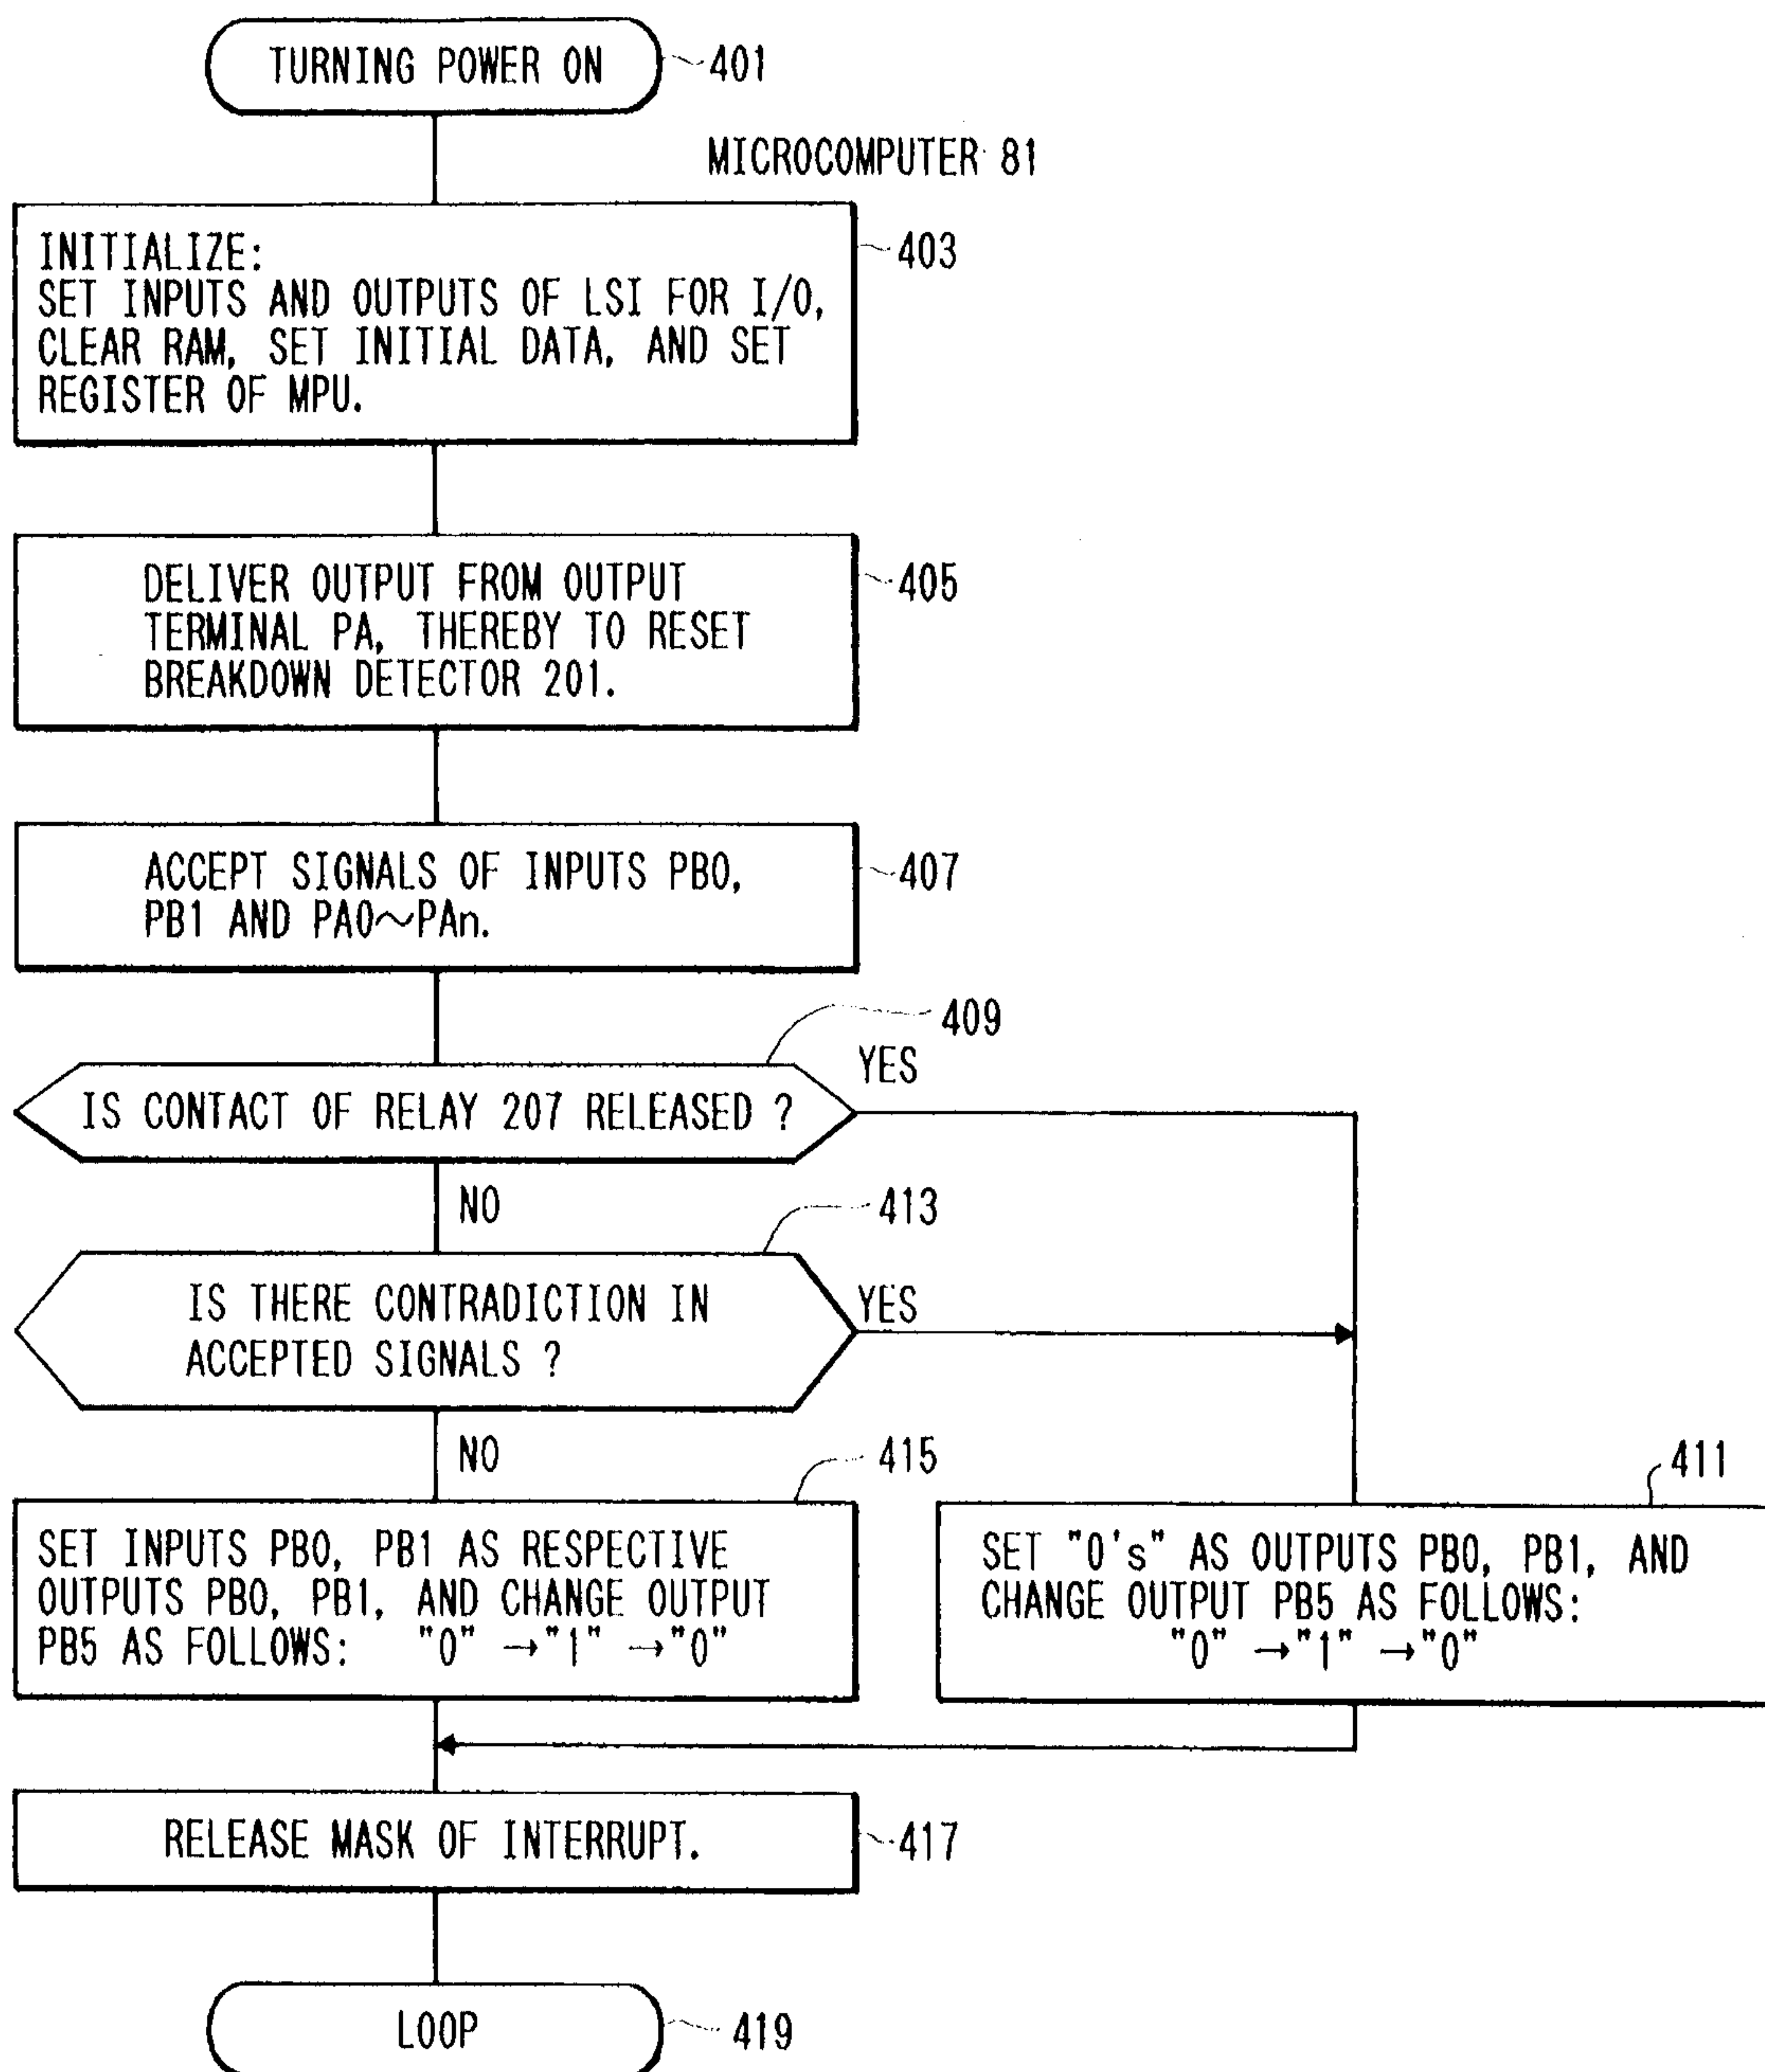 TURNING POWER ON
401
MICROCOMPUTER 81
INITIALIZE:
SET INPUTS AND OUTPUTS OF LSI FOR I/O,
CLEAR RAM, SET INITIAL DATA, AND SET
REGISTER OF MPU.
403
DELIVER OUTPUT FROM OUTPUT
TERMINAL PA, THEREBY TO RESET
BREAKDOWN DETECTOR 201.
405
ACCEPT SIGNALS OF INPUTS PB0,
PB1 AND PA0~PAn.
407
409
IS CONTACT OF RELAY 207 RELEASED ?
YES
NO
413
IS THERE CONTRADICTION IN
ACCEPTED SIGNALS ?
YES
NO
415
SET INPUTS PB0, PB1 AS RESPECTIVE
OUTPUTS PB0, PB1, AND CHANGE OUTPUT
PB5 AS FOLLOWS: "0" →"1" →"0"
411
SET "0's" AS OUTPUTS PB0, PB1, AND
CHANGE OUTPUT PB5 AS FOLLOWS:
"0" →"1" →"0"
RELEASE MASK OF INTERRUPT.
417
LOOP
419